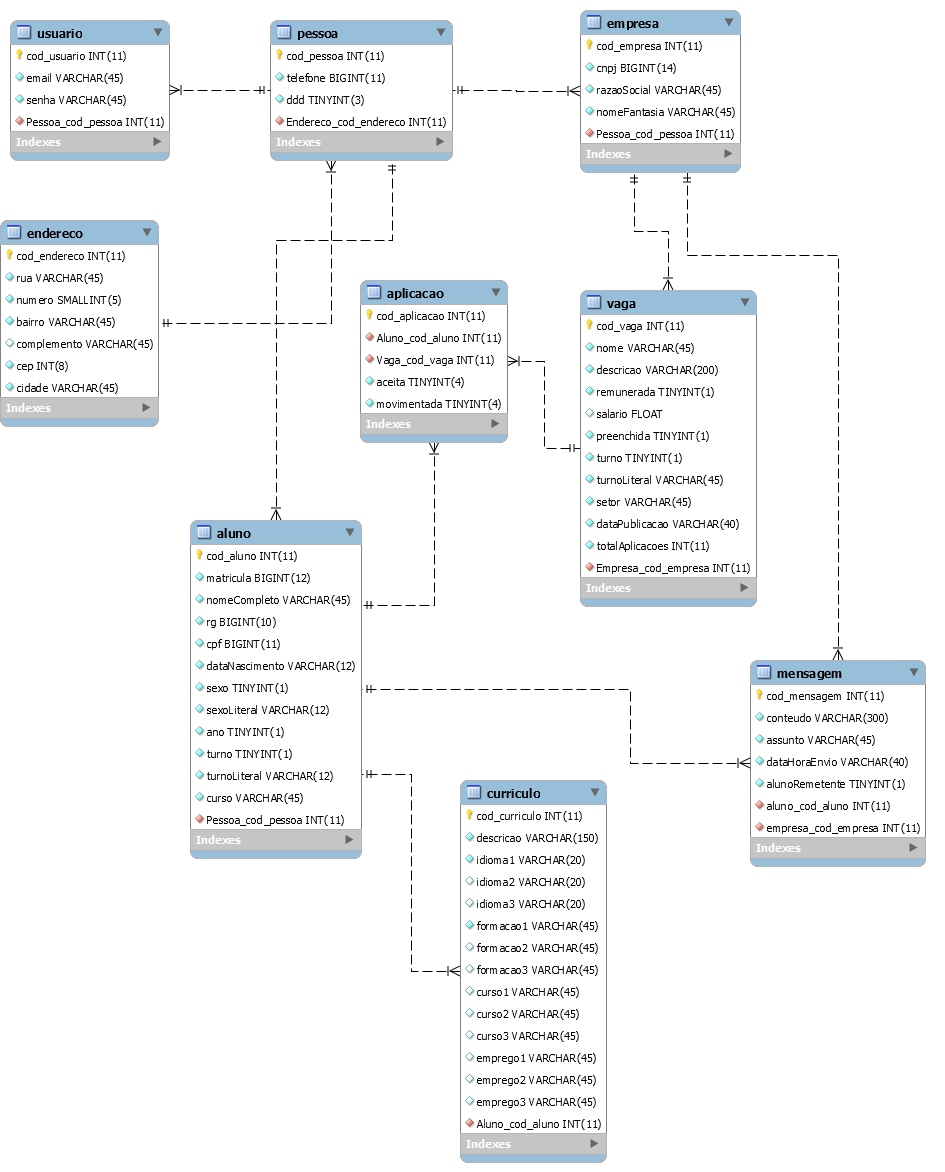 usuario
cod_usuario INT(11)
email VARCHAR(45)
senha VARCHAR(45)
Pessoa_cod_pessoa INT(11)
Indexes
pessoa
cod_pessoa INT(11)
telefone BIGINT(11)
ddd TINYINT(3)
Endereco_cod_endereco INT(11)
Indexes
empresa
cod_empresa INT(11)
cnpj BIGINT(14)
razaoSocial VARCHAR(45)
nomeFantasia VARCHAR(45)
Pessoa_cod_pessoa INT(11)
Indexes
endereco
cod_endereco INT(11)
rua VARCHAR(45)
numero SMALLINT(5)
bairro VARCHAR(45)
complemento VARCHAR(45)
cep INT(8)
cidade VARCHAR(45)
Indexes
aplicacao
cod_aplicacao INT(11)
Aluno_cod_aluno INT(11)
Vaga_cod_vaga INT(11)
aceita TINYINT(4)
movimentada TINYINT(4)
Indexes
vaga
cod_vaga INT(11)
nome VARCHAR(45)
descricao VARCHAR(200)
remunerada TINYINT(1)
salario FLOAT
preenchida TINYINT(1)
turno TINYINT(1)
turnoLiteral VARCHAR(45)
setor VARCHAR(45)
dataPublicacao VARCHAR(40)
totalAplicacoes INT(11)
Empresa_cod_empresa INT(11)
Indexes
aluno
cod_aluno INT(11)
matricula BIGINT(12)
nomeCompleto VARCHAR(45)
rg BIGINT(10)
cpf BIGINT(11)
dataNascimento VARCHAR(12)
sexo TINYINT(1)
sexoLiteral VARCHAR(12)
ano TINYINT(1)
turno TINYINT(1)
turnoLiteral VARCHAR(12)
curso VARCHAR(45)
Pessoa_cod_pessoa INT(11)
Indexes
mensagem
cod_mensagem INT(11)
conteudo VARCHAR(300)
assunto VARCHAR(45)
dataHoraEnvio VARCHAR(40)
alunoRemetente TINYINT(1)
aluno_cod_aluno INT(11)
empresa_cod_empresa INT(11)
Indexes
curriculo
cod_curriculo INT(11)
descricao VARCHAR(150)
idioma1 VARCHAR(20)
idioma2 VARCHAR(20)
idioma3 VARCHAR(20)
formacao1 VARCHAR(45)
formacao2 VARCHAR(45)
formacao3 VARCHAR(45)
curso1 VARCHAR(45)
curso2 VARCHAR(45)
curso3 VARCHAR(45)
emprego1 VARCHAR(45)
emprego2 VARCHAR(45)
emprego3 VARCHAR(45)
Aluno_cod_aluno INT(11)
Indexes